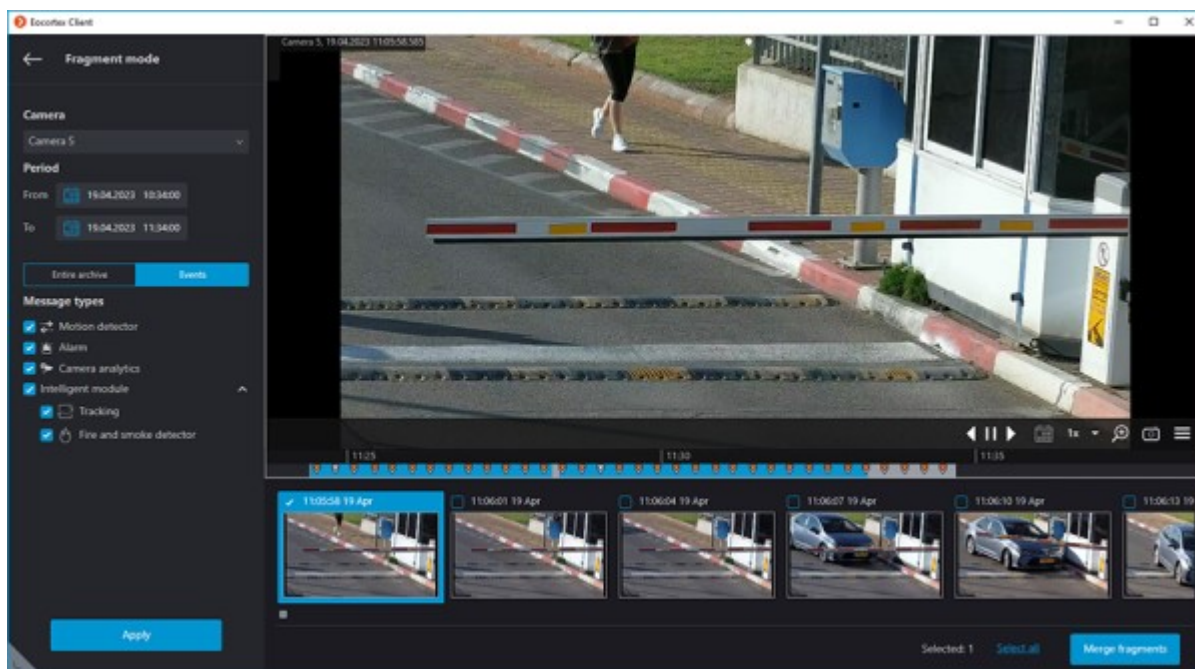 Eocortex Client
Fragment mode
Camera
Camera 5
Period
From 19.04.2023 10:34:00
To 19.04.2023 11:34:00
Entire archive Events
Message types
Motion detector
Alarm
Camera analytics
Intelligent module
Tracking
Fire and smoke detector
Apply
Camera 5, 19.04.2023 11:05:58.585
1x
11:25 11:30 11:35
11:05:58 19 Apr 11:06:01 19 Apr 11:06:04 19 Apr 11:06:07 19 Apr 11:06:10 19 Apr 11:06:13 19
Selected: 1 Select all Merge fragments